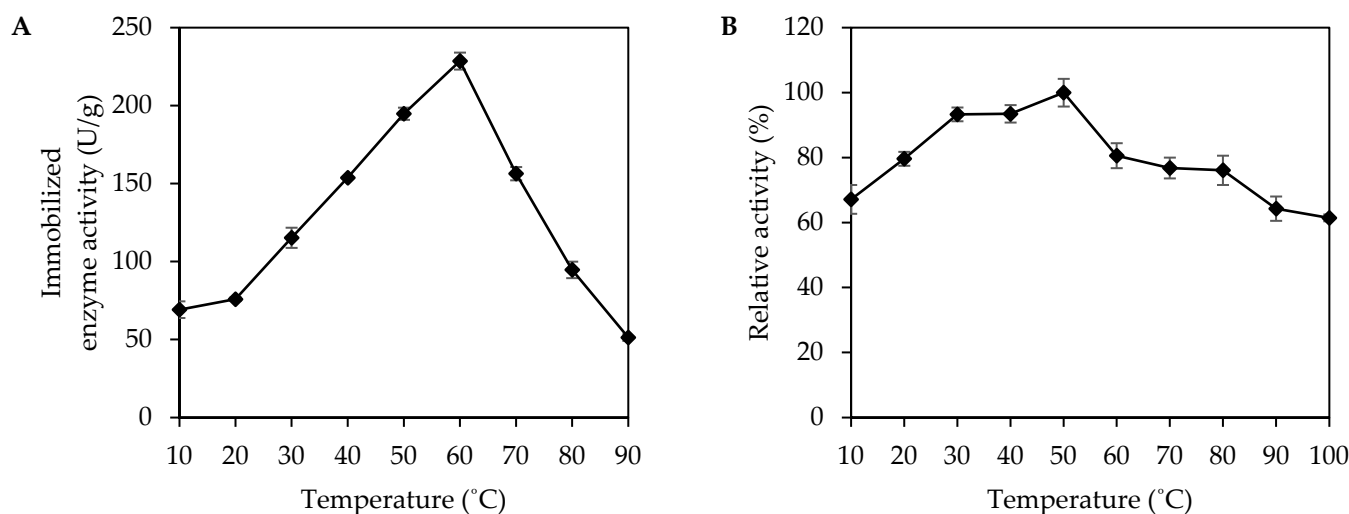 A
Immobilized
enzyme activity (U/g)
250
200
150
100
50
0
10 20 30 40 50 60 70 80 90
Temperature (˚C)
B
Relative activity (%)
120
100
80
60
40
20
0
10 20 30 40 50 60 70 80 90 100
Temperature (˚C)